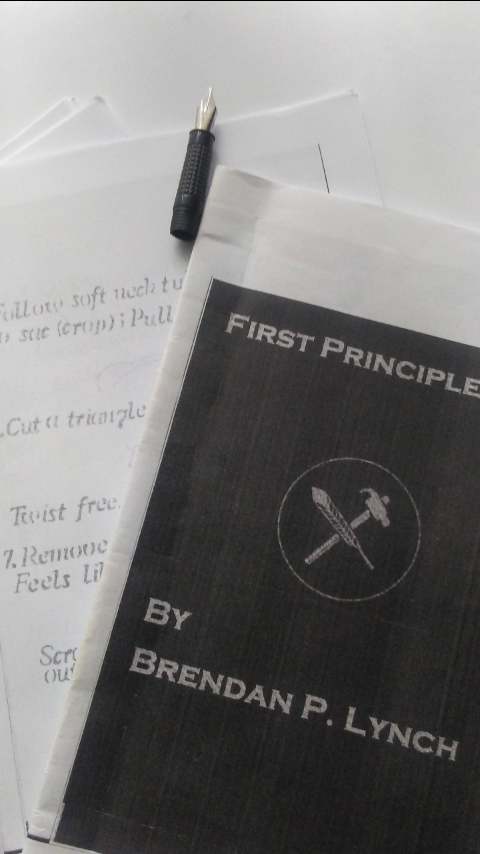 Follow soft neck tu
o sac (crop); Pull
.Cut a triangle
Twist free.
7. Remove
Feels lik
Scra
out
FIRST PRINCIPLE
BY
BRENDAN P. LYNCH